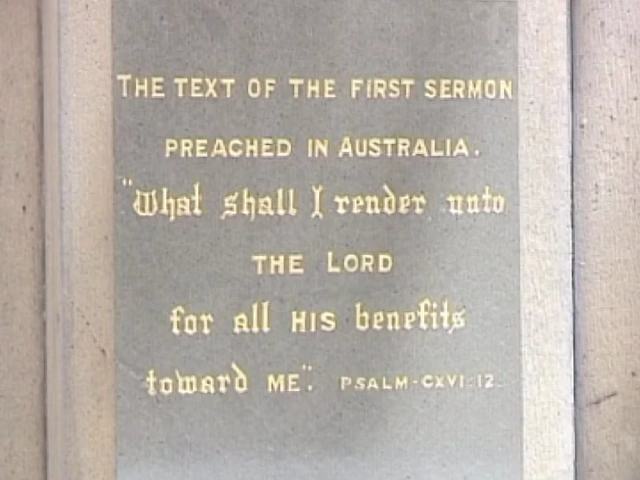 THE TEXT OF THE FIRST SERMON
PREACHED IN AUSTRALIA.
"What shall I render unto
THE LORD
for all HIS benefits
toward ME". PSALM-CXVI:12.